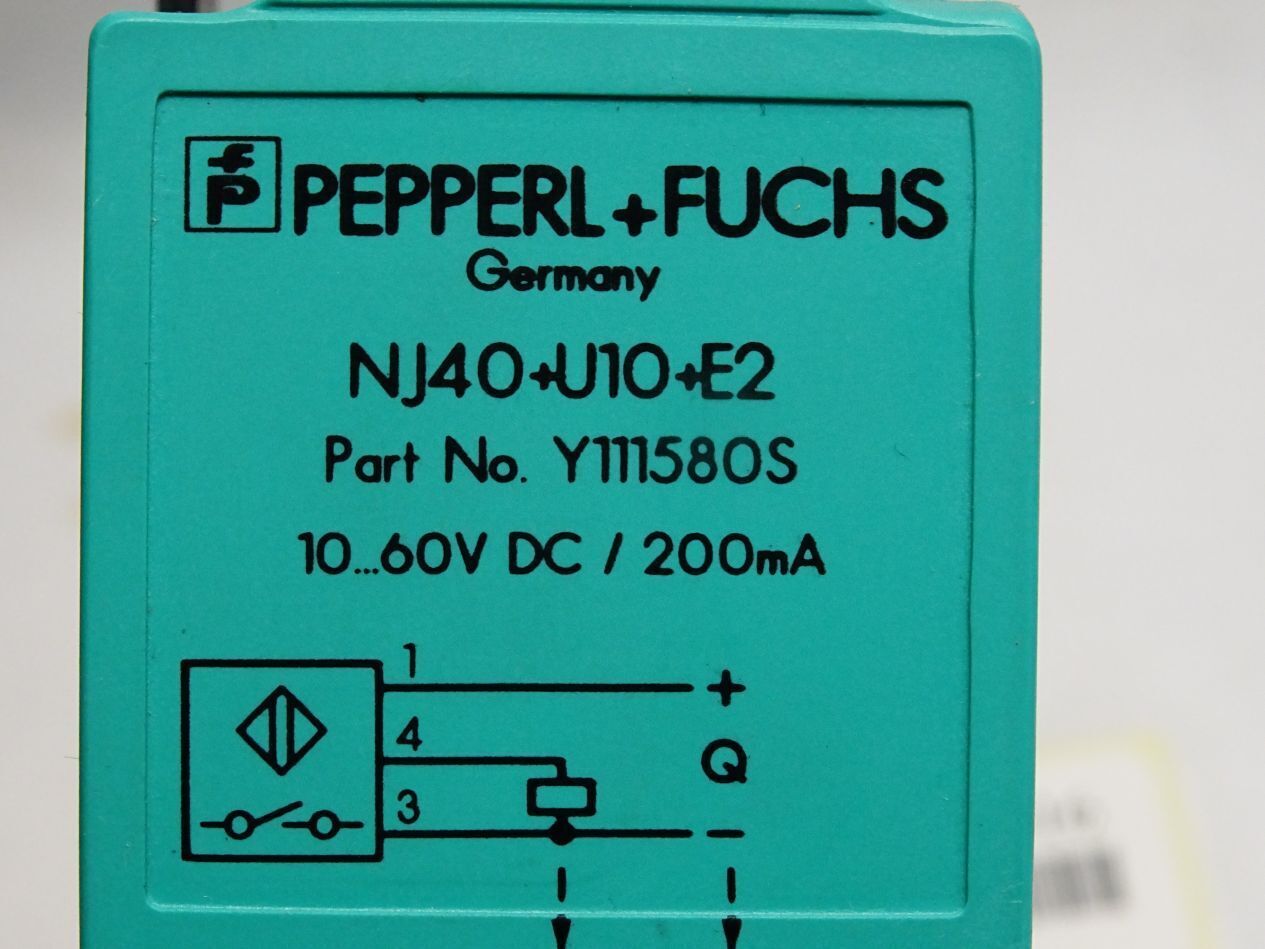 PEPPERL+FUCHS
Germany
NJ40+U10+E2
Part No. Y111580S
10...60V DC / 200mA
1
+
4
Q
3
−